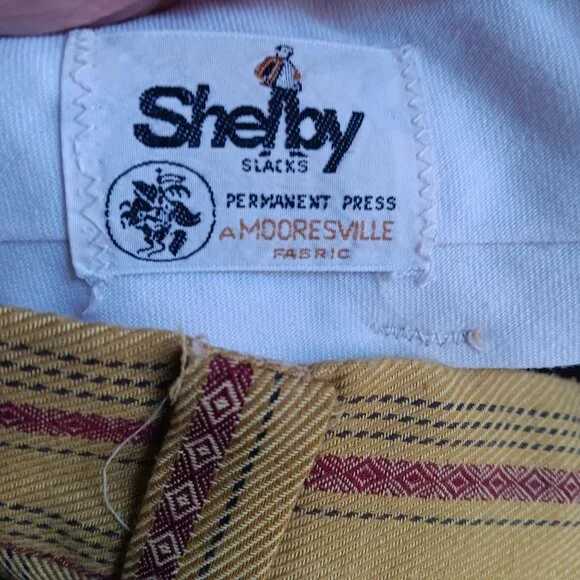 Shelby
SLACKS
PERMANENT PRESS
A MOORESVILLE
FABRIC